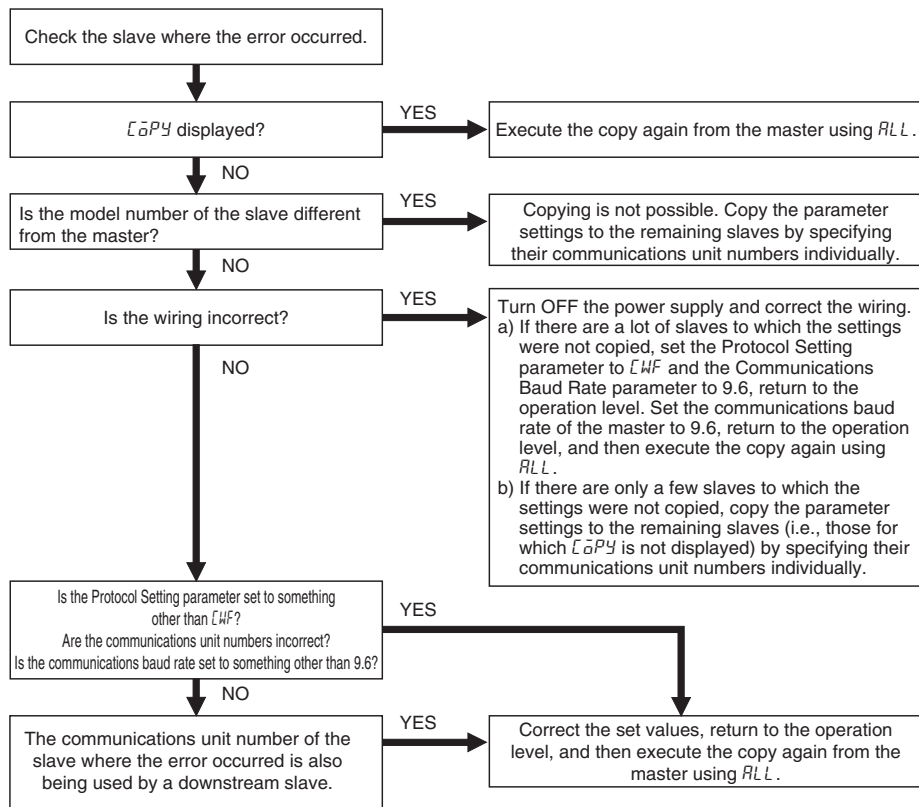 Check the slave where the error occurred.
CōPY displayed?
YES
Execute the copy again from the master using ALL.
NO
Is the model number of the slave different
from the master?
YES
Copying is not possible. Copy the parameter
settings to the remaining slaves by specifying
their communications unit numbers individually.
NO
Is the wiring incorrect?
YES
Turn OFF the power supply and correct the wiring.
a) If there are a lot of slaves to which the settings
were not copied, set the Protocol Setting
parameter to CWF and the Communications
Baud Rate parameter to 9.6, return to the
operation level. Set the communications baud
rate of the master to 9.6, return to the operation
level, and then execute the copy again using
ALL.
b) If there are only a few slaves to which the
settings were not copied, copy the parameter
settings to the remaining slaves (i.e., those for
which CōPY is not displayed) by specifying their
communications unit numbers individually.
NO
Is the Protocol Setting parameter set to something
other than CWF?
Are the communications unit numbers incorrect?
Is the communications baud rate set to something other than 9.6?
YES
NO
The communications unit number of the
slave where the error occurred is also
being used by a downstream slave.
YES
Correct the set values, return to the operation
level, and then execute the copy again from the
master using ALL.